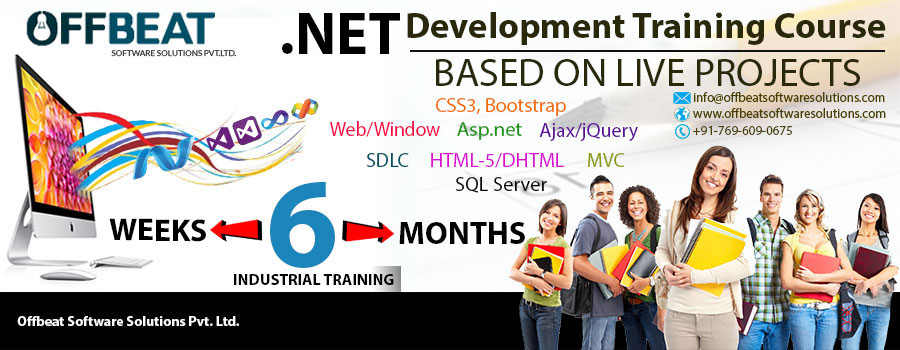 OFFBEAT
SOFTWARE SOLUTIONS PVT.LTD.
.NET Development Training Course
BASED ON LIVE PROJECTS
CSS3, Bootstrap
info@offbeatsoftwaresolutions.com
www.offbeatsoftwaresolutions.com
+91-769-609-0675
Web/Window Asp.net Ajax/jQuery
SDLC HTML-5/DHTML MVC
SQL Server
WEEKS 6 MONTHS
INDUSTRIAL TRAINING
Offbeat Software Solutions Pvt. Ltd.